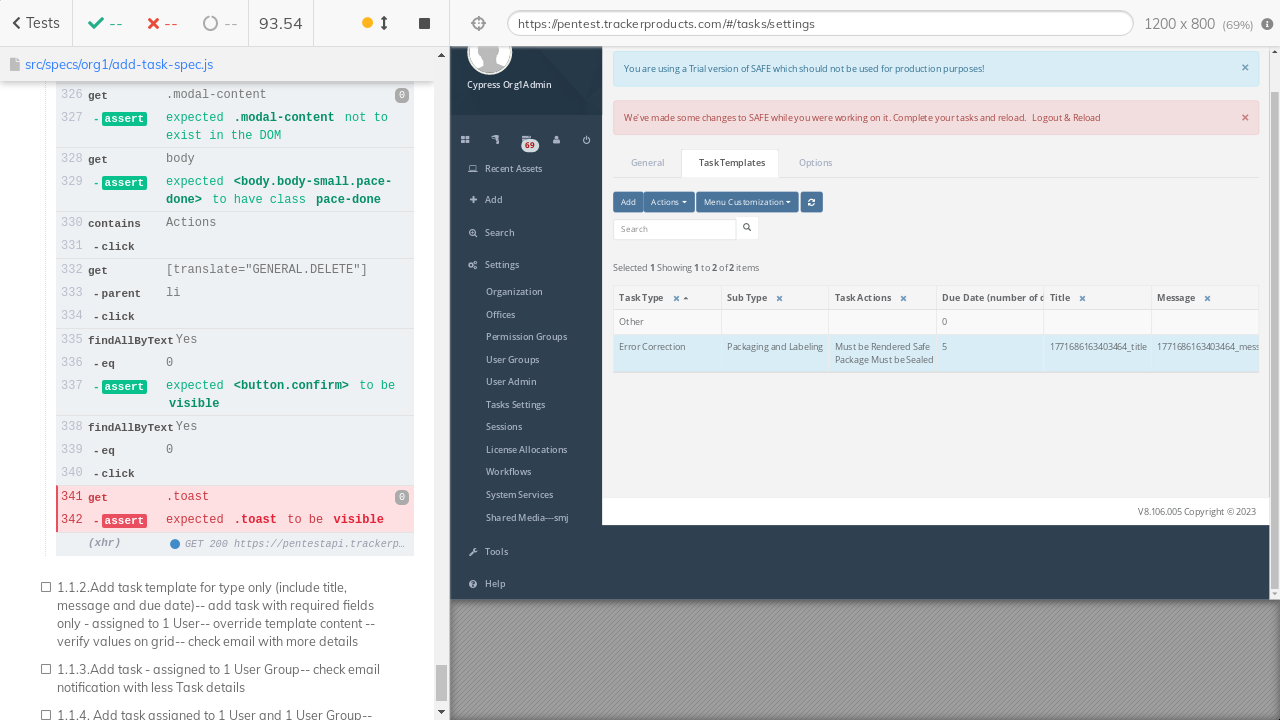 Tests
--
--
--
93.54
https://pentest.trackerproducts.com/#/tasks/settings
1200 x 800 (68%)
src/specs/org1/add-task-spec.js
326 get .modal-content 0
327 - assert expected .modal-content not to
exist in the DOM
328 get body
329 - assert expected <body.body-small.pace-
done> to have class pace-done
330 contains Actions
331 - click
332 get [translate="GENERAL.DELETE"]
333 - parent li
334 - click
335 findAllByText Yes
336 - eq 0
337 - assert expected <button.confirm> to be
visible
338 findAllByText Yes
339 - eq 0
340 - click
341 get .toast 0
342 - assert expected .toast to be visible
(xhr) GET 200 https://pentestapi.trackerp…
1.1.2.Add task template for type only (include title,
message and due date)-- add task with required fields
only - assigned to 1 User-- override template content --
verify values on grid-- check email with more details
1.1.3.Add task - assigned to 1 User Group-- check email
notification with less Task details
1.1.4. Add task assigned to 1 User and 1 User Group--
Cypress Org1Admin
69
Recent Assets
Add
Search
Settings
Organization
Offices
Permission Groups
User Groups
User Admin
Tasks Settings
Sessions
License Allocations
Workflows
System Services
Shared Media---smj
Tools
Help
You are using a Trial version of SAFE which should not be used for production purposes! ×
We've made some changes to SAFE while you were working on it. Complete your tasks and reload. Logout & Reload ×
General Task Templates Options
Add Actions Menu Customization
Search
Selected 1 Showing 1 to 2 of 2 items
Task Type Sub Type Task Actions Due Date (number of d Title Message
Other 0
Error Correction Packaging and Labeling Must be Rendered Safe 5 1771686163403464_title 1771686163403464_mess
Package Must be Sealed